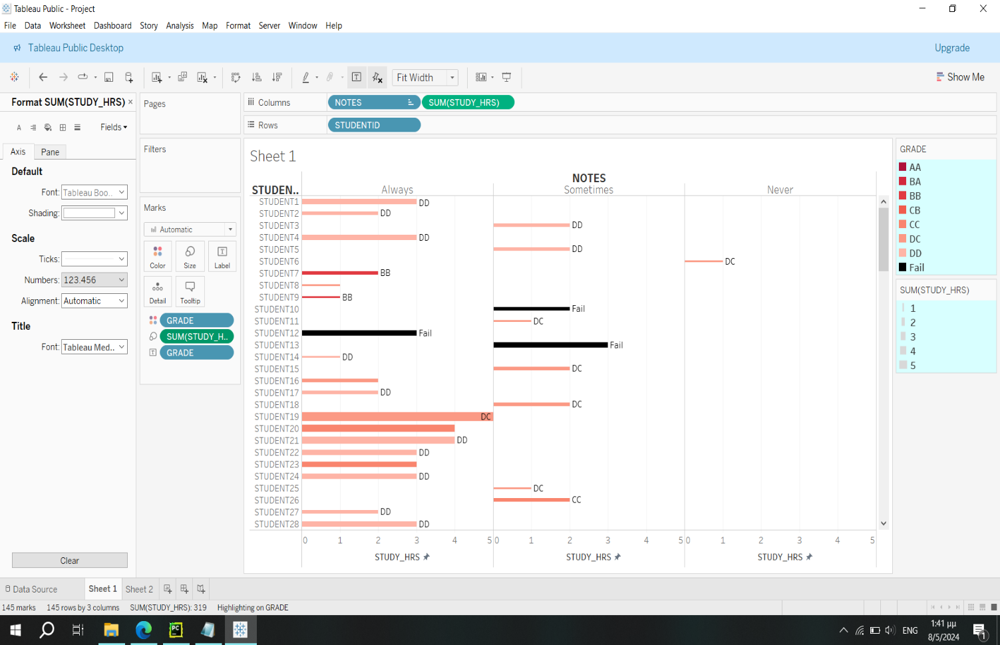 Tableau Public - Project
File Data Worksheet Dashboard Story Analysis Map Format Server Window Help
Tableau Public Desktop
Upgrade
Fit Width
Show Me
Format SUM(STUDY_HRS) ×
Fields
Axis Pane
Default
Font: Tableau Boo..
Shading:
Scale
Ticks:
Numbers: 123.456
Alignment: Automatic
Title
Font: Tableau Med..
Clear
Pages
Filters
Marks
Automatic
Color Size Label
Detail Tooltip
GRADE
SUM(STUDY_H..
GRADE
Columns NOTES SUM(STUDY_HRS)
Rows STUDENTID
Sheet 1
NOTES
STUDEN.. Always Sometimes Never
STUDENT1 DD
STUDENT2 DD
STUDENT3 DD
STUDENT4 DD
STUDENT5 DD
STUDENT6 DC
STUDENT7 BB
STUDENT8
STUDENT9 BB
STUDENT10 Fail
STUDENT11 DC
STUDENT12 Fail
STUDENT13 Fail
STUDENT14 DD
STUDENT15 DC
STUDENT16
STUDENT17 DD
STUDENT18 DC
STUDENT19 DC
STUDENT20
STUDENT21 DD
STUDENT22 DD
STUDENT23
STUDENT24 DD
STUDENT25 DC
STUDENT26 CC
STUDENT27 DD
STUDENT28 DD
0 1 2 3 4 5 0 1 2 3 4 5 0 1 2 3 4 5
STUDY_HRS STUDY_HRS STUDY_HRS
GRADE
AA
BA
BB
CB
CC
DC
DD
Fail
SUM(STUDY_HRS)
1
2
3
4
5
Data Source Sheet 1 Sheet 2
145 marks 145 rows by 3 columns SUM(STUDY_HRS): 319 Highlighting on GRADE
PC
ENG
1:41 μμ
8/5/2024
1